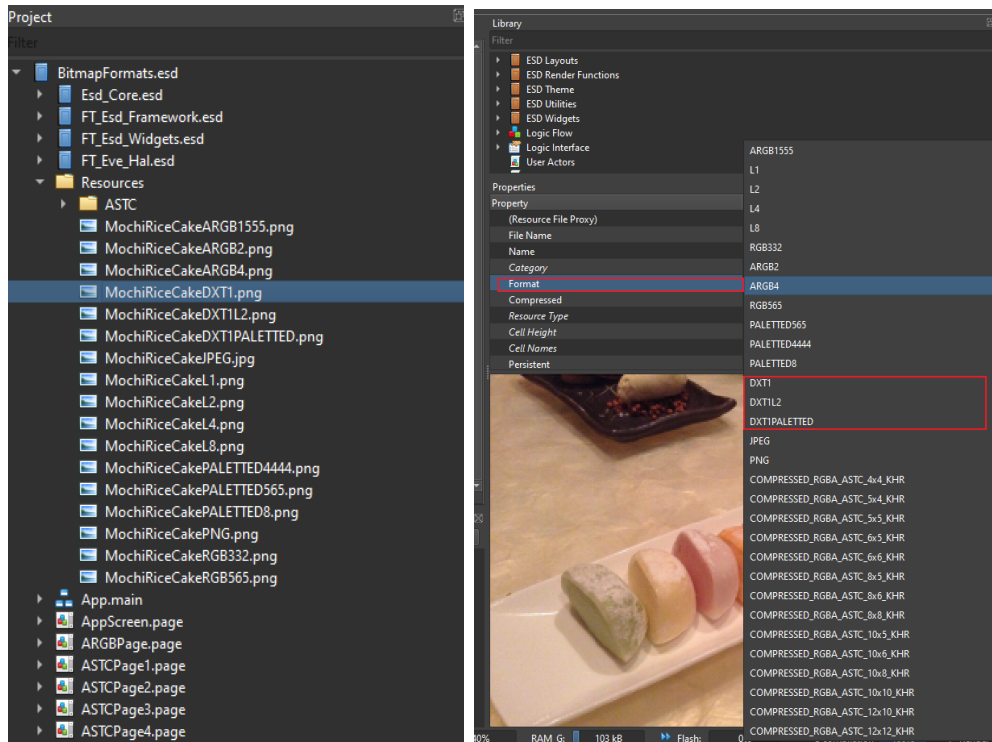 Project
Filter
BitmapFormats.esd
Esd_Core.esd
FT_Esd_Framework.esd
FT_Esd_Widgets.esd
FT_Eve_Hal.esd
Resources
ASTC
MochiRiceCakeARGB1555.png
MochiRiceCakeARGB2.png
MochiRiceCakeARGB4.png
MochiRiceCakeDXT1.png
MochiRiceCakeDXT1L2.png
MochiRiceCakeDXT1PALETTED.png
MochiRiceCakeJPEG.jpg
MochiRiceCakeL1.png
MochiRiceCakeL2.png
MochiRiceCakeL4.png
MochiRiceCakeL8.png
MochiRiceCakePALETTED4444.png
MochiRiceCakePALETTED565.png
MochiRiceCakePALETTED8.png
MochiRiceCakePNG.png
MochiRiceCakeRGB332.png
MochiRiceCakeRGB565.png
App.main
AppScreen.page
ARGBPage.page
ASTCPage1.page
ASTCPage2.page
ASTCPage3.page
ASTCPage4.page
Library
Filter
ESD Layouts
ESD Render Functions
ESD Theme
ESD Utilities
ESD Widgets
Logic Flow
Logic Interface
User Actors
Properties
Property
(Resource File Proxy)
File Name
Name
Category
Format
Compressed
Resource Type
Cell Height
Cell Names
Persistent
ARGB1555
L1
L2
L4
L8
RGB332
ARGB2
ARGB4
RGB565
PALETTED565
PALETTED4444
PALETTED8
DXT1
DXT1L2
DXT1PALETTED
JPEG
PNG
COMPRESSED_RGBA_ASTC_4x4_KHR
COMPRESSED_RGBA_ASTC_5x4_KHR
COMPRESSED_RGBA_ASTC_5x5_KHR
COMPRESSED_RGBA_ASTC_6x5_KHR
COMPRESSED_RGBA_ASTC_6x6_KHR
COMPRESSED_RGBA_ASTC_8x5_KHR
COMPRESSED_RGBA_ASTC_8x6_KHR
COMPRESSED_RGBA_ASTC_8x8_KHR
COMPRESSED_RGBA_ASTC_10x5_KHR
COMPRESSED_RGBA_ASTC_10x6_KHR
COMPRESSED_RGBA_ASTC_10x8_KHR
COMPRESSED_RGBA_ASTC_10x10_KHR
COMPRESSED_RGBA_ASTC_12x10_KHR
COMPRESSED_RGBA_ASTC_12x12_KHR
RAM_G: 103 kB Flash: